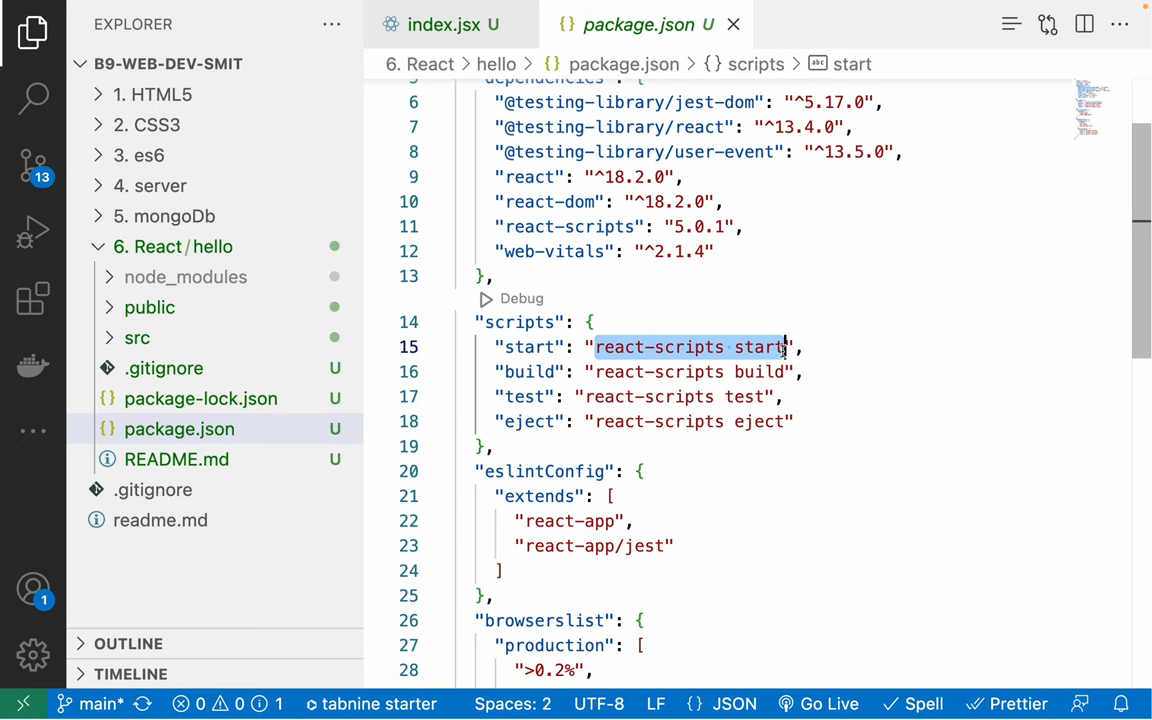 EXPLORER
index.jsx U
package.json U
B9-WEB-DEV-SMIT
6. React > hello > {} package.json > {} scripts > abc start
1. HTML5
2. CSS3
3. es6
4. server
5. mongoDb
6. React / hello
node_modules
public
src
.gitignore U
package-lock.json U
package.json U
README.md U
.gitignore
readme.md
OUTLINE
TIMELINE
13
1
6 "@testing-library/jest-dom": "^5.17.0",
7 "@testing-library/react": "^13.4.0",
8 "@testing-library/user-event": "^13.5.0",
9 "react": "^18.2.0",
10 "react-dom": "^18.2.0",
11 "react-scripts": "5.0.1",
12 "web-vitals": "^2.1.4"
13 },
Debug
14 "scripts": {
15 "start": "react-scripts start",
16 "build": "react-scripts build",
17 "test": "react-scripts test",
18 "eject": "react-scripts eject"
19 },
20 "eslintConfig": {
21 "extends": [
22 "react-app",
23 "react-app/jest"
24 ]
25 },
26 "browserslist": {
27 "production": [
28 ">0.2%",
main* 0 0 1 tabnine starter Spaces: 2 UTF-8 LF {} JSON Go Live Spell Prettier